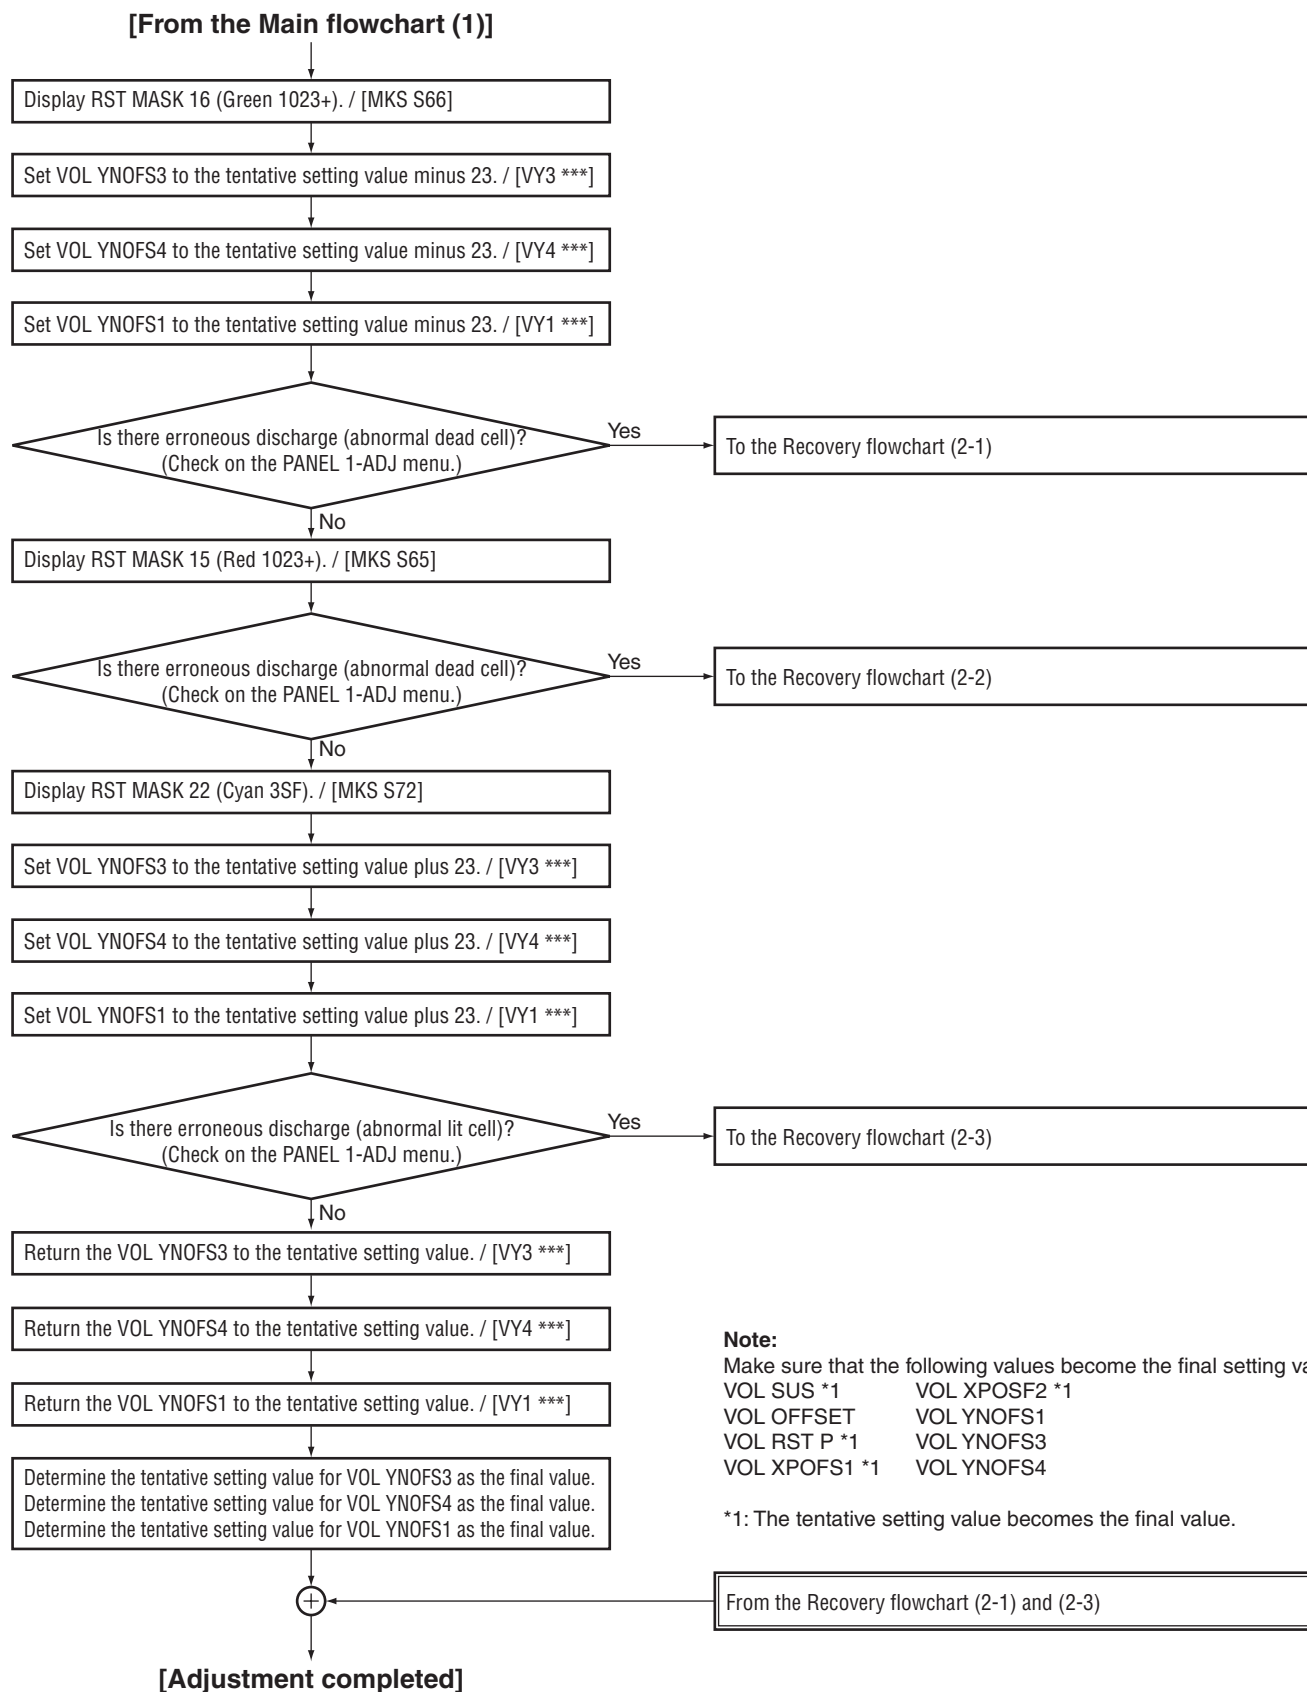 [From the Main flowchart (1)]
Display RST MASK 16 (Green 1023+). / [MKS S66]
Set VOL YNOFS3 to the tentative setting value minus 23. / [VY3 ***]
Set VOL YNOFS4 to the tentative setting value minus 23. / [VY4 ***]
Set VOL YNOFS1 to the tentative setting value minus 23. / [VY1 ***]
Is there erroneous discharge (abnormal dead cell)?
(Check on the PANEL 1-ADJ menu.)
Yes
To the Recovery flowchart (2-1)
No
Display RST MASK 15 (Red 1023+). / [MKS S65]
Is there erroneous discharge (abnormal dead cell)?
(Check on the PANEL 1-ADJ menu.)
Yes
To the Recovery flowchart (2-2)
No
Display RST MASK 22 (Cyan 3SF). / [MKS S72]
Set VOL YNOFS3 to the tentative setting value plus 23. / [VY3 ***]
Set VOL YNOFS4 to the tentative setting value plus 23. / [VY4 ***]
Set VOL YNOFS1 to the tentative setting value plus 23. / [VY1 ***]
Is there erroneous discharge (abnormal lit cell)?
(Check on the PANEL 1-ADJ menu.)
Yes
To the Recovery flowchart (2-3)
No
Return the VOL YNOFS3 to the tentative setting value. / [VY3 ***]
Return the VOL YNOFS4 to the tentative setting value. / [VY4 ***]
Return the VOL YNOFS1 to the tentative setting value. / [VY1 ***]
Determine the tentative setting value for VOL YNOFS3 as the final value.
Determine the tentative setting value for VOL YNOFS4 as the final value.
Determine the tentative setting value for VOL YNOFS1 as the final value.
Note:
Make sure that the following values become the final setting
VOL SUS *1 VOL XPOSF2 *1
VOL OFFSET VOL YNOFS1
VOL RST P *1 VOL YNOFS3
VOL XPOFS1 *1 VOL YNOFS4
*1: The tentative setting value becomes the final value.
From the Recovery flowchart (2-1) and (2-3)
[Adjustment completed]